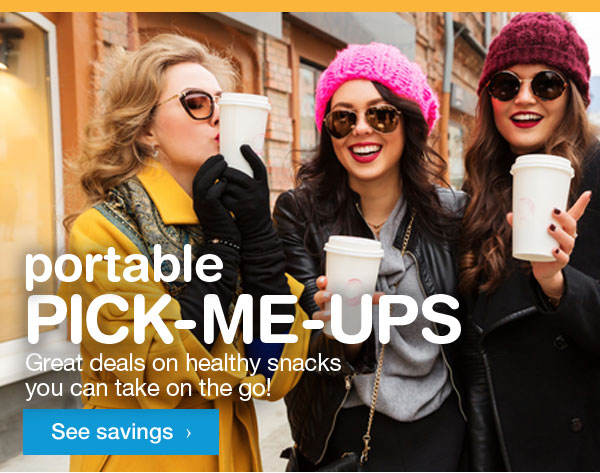 portable
PICK-ME-UPS
Great deals on healthy snacks
you can take on the go!
See savings ›